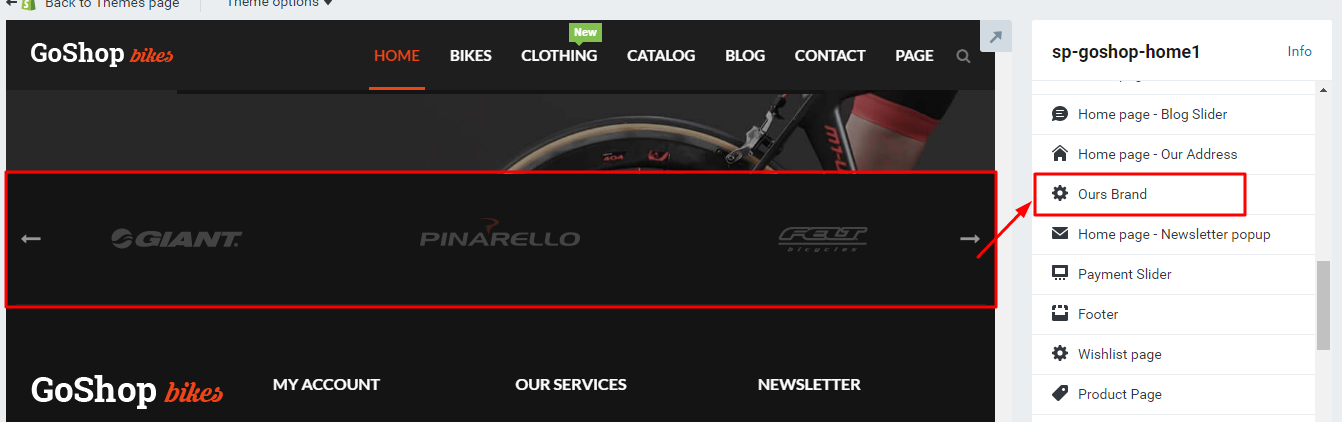 Back to Themes page
Theme options
GoShop bikes
HOME
BIKES
New
CLOTHING
CATALOG
BLOG
CONTACT
PAGE
404
GIANT
PINARELLO
FELT
bicycles
GoShop bikes
MY ACCOUNT
OUR SERVICES
NEWSLETTER
sp-goshop-home1
Info
Home page - Blog Slider
Home page - Our Address
Ours Brand
Home page - Newsletter popup
Payment Slider
Footer
Wishlist page
Product Page